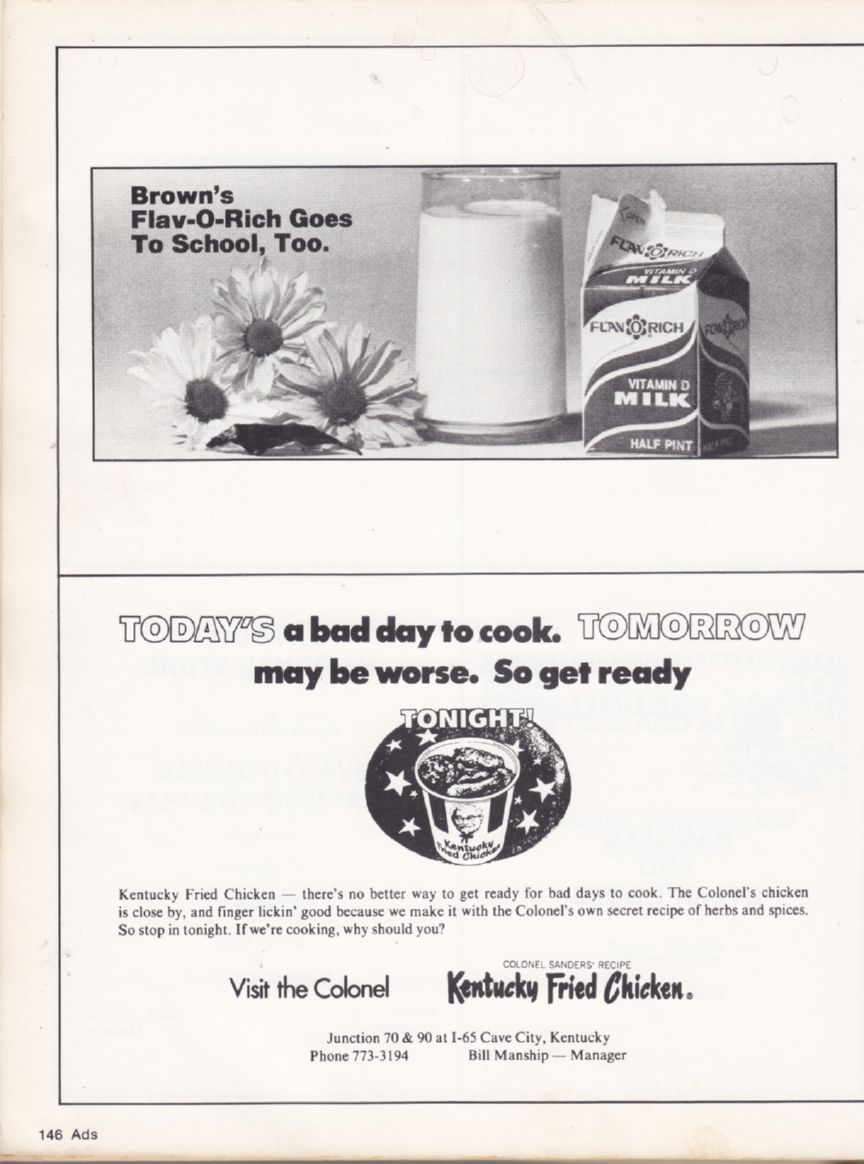 Brown's
Flav-O-Rich Goes
To School, Too.
OPEN
FLAV O RICH
VITAMIN D
MILK
FLAV O RICH
FLAV O RICH
VITAMIN D
MILK
HALF PINT
HALF PINT
TODAY'S a bad day to cook. TOMORROW
may be worse. So get ready
TONIGHT!
Kentucky
Fried Chicken
Kentucky Fried Chicken — there's no better way to get ready for bad days to cook. The Colonel's chicken
is close by, and finger lickin' good because we make it with the Colonel's own secret recipe of herbs and spices.
So stop in tonight. If we're cooking, why should you?
COLONEL SANDERS' RECIPE
Visit the Colonel Kentucky Fried Chicken®
Junction 70 & 90 at I-65 Cave City, Kentucky
Phone 773-3194 Bill Manship — Manager
146 Ads